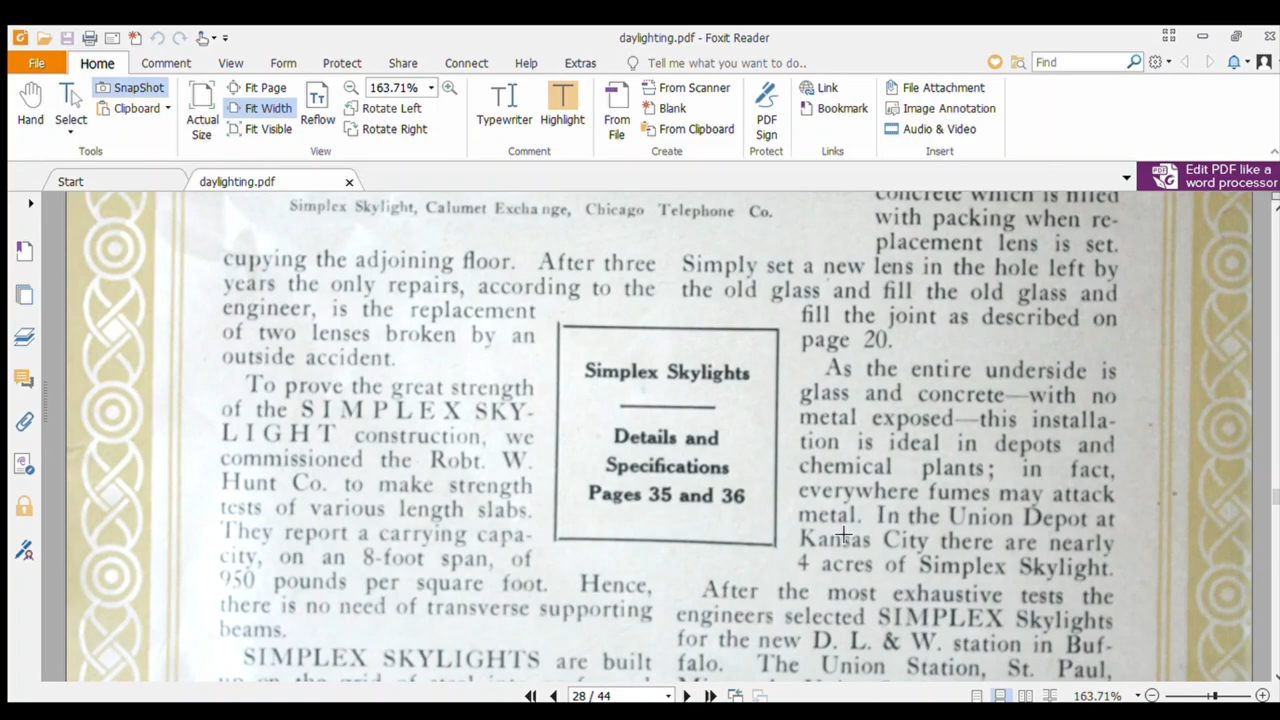 daylighting.pdf - Foxit Reader
File
Home
Comment
View
Form
Protect
Share
Connect
Help
Extras
Tell me what you want to do..
Find
Hand
Select
SnapShot
Clipboard
Tools
Actual
Size
Fit Page
Fit Width
Fit Visible
Reflow
163.71%
Rotate Left
Rotate Right
View
Typewriter
Highlight
Comment
From
File
From Scanner
Blank
From Clipboard
Create
PDF
Sign
Protect
Link
Bookmark
Links
File Attachment
Image Annotation
Audio & Video
Insert
Start
daylighting.pdf
Edit PDF like a
word processor
Simplex Skylight, Calumet Exchange, Chicago Telephone Co.
cupying the adjoining floor. After three
years the only repairs, according to the
engineer, is the replacement
of two lenses broken by an
outside accident.
To prove the great strength
of the SIMPLEX SKY-
LIGHT construction, we
commissioned the Robt. W.
Hunt Co. to make strength
tests of various length slabs.
They report a carrying capa-
city, on an 8-foot span, of
950 pounds per square foot. Hence,
there is no need of transverse supporting
beams.
SIMPLEX SKYLIGHTS are built
Simplex Skylights
Details and
Specifications
Pages 35 and 36
concrete which is filled
with packing when re-
placement lens is set.
Simply set a new lens in the hole left by
the old glass and fill the old glass and
fill the joint as described on
page 20.
As the entire underside is
glass and concrete—with no
metal exposed—this installa-
tion is ideal in depots and
chemical plants; in fact,
everywhere fumes may attack
metal. In the Union Depot at
Kansas City there are nearly
4 acres of Simplex Skylight.
After the most exhaustive tests the
engineers selected SIMPLEX Skylights
for the new D. L. & W. station in Buf-
falo. The Union Station, St. Paul,
28 / 44
163.71%